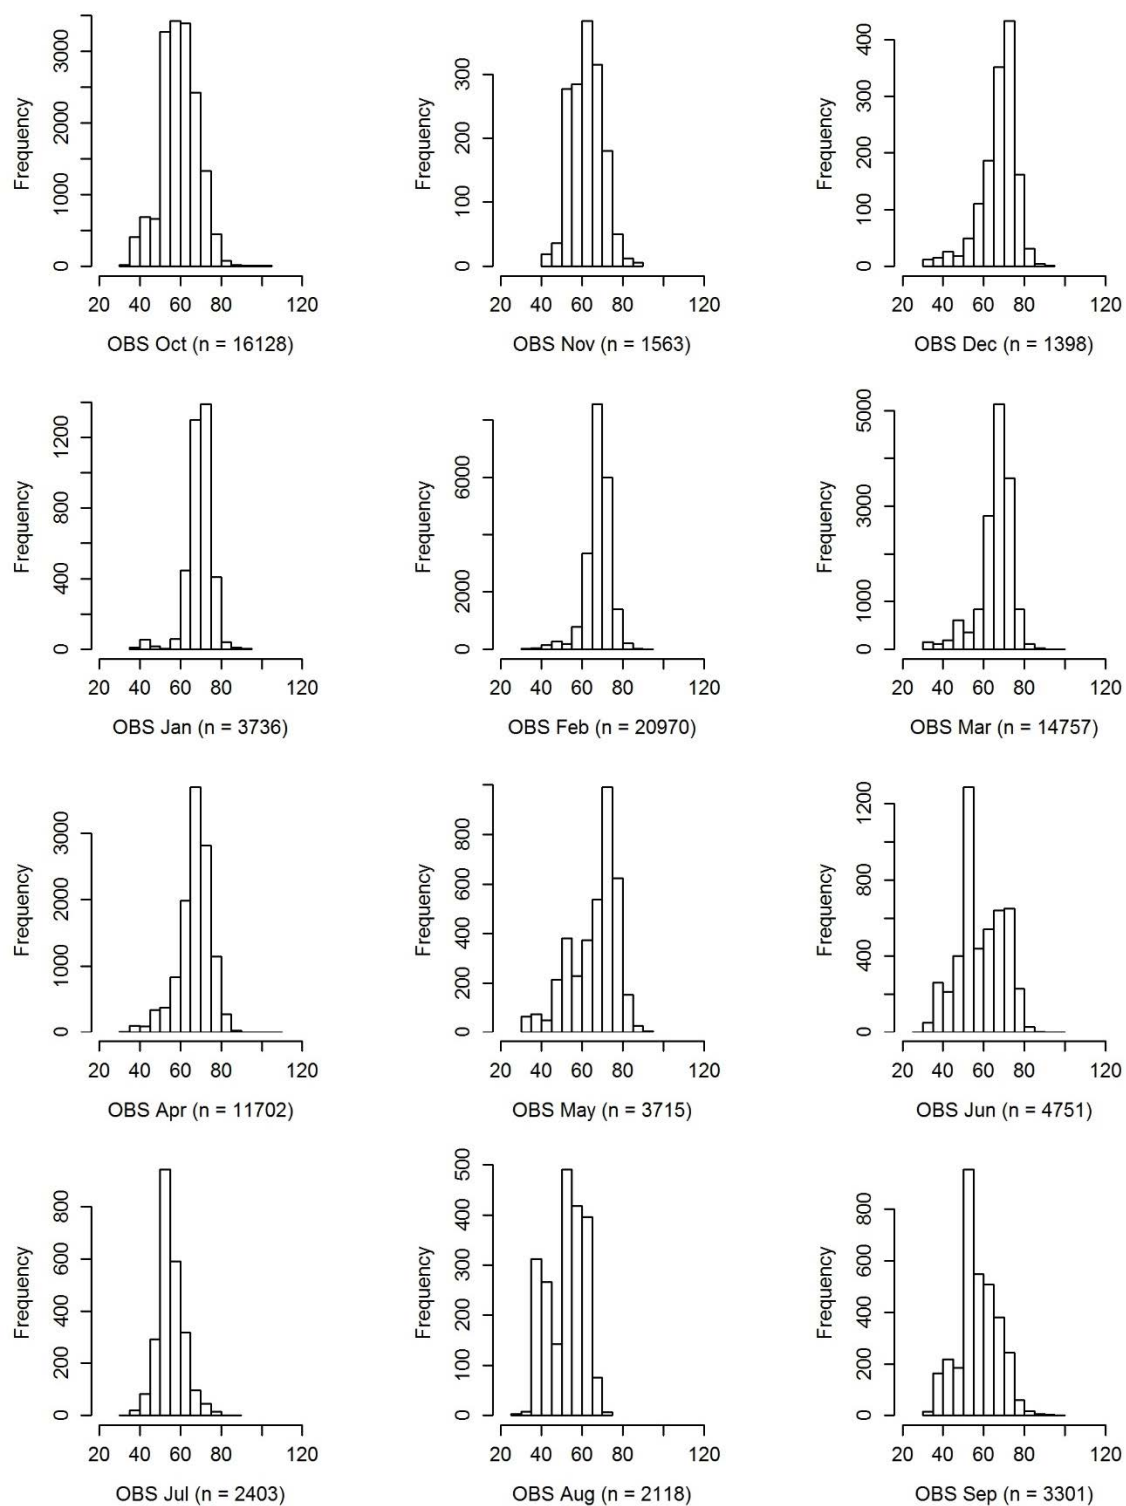 Frequency
0 1000 2000 3000
20 40 60 80 120
OBS Oct (n = 16128)
Frequency
0 100 200 300
20 40 60 80 120
OBS Nov (n = 1563)
Frequency
0 100 200 300 400
20 40 60 80 120
OBS Dec (n = 1398)
Frequency
0 400 800 1200
20 40 60 80 120
OBS Jan (n = 3736)
Frequency
0 2000 6000
20 40 60 80 120
OBS Feb (n = 20970)
Frequency
0 1000 3000 5000
20 40 60 80 120
OBS Mar (n = 14757)
Frequency
0 1000 2000 3000
20 40 60 80 120
OBS Apr (n = 11702)
Frequency
0 200 400 600 800
20 40 60 80 120
OBS May (n = 3715)
Frequency
0 400 800 1200
20 40 60 80 120
OBS Jun (n = 4751)
Frequency
0 200 400 600 800
20 40 60 80 120
OBS Jul (n = 2403)
Frequency
0 100 200 300 400 500
20 40 60 80 120
OBS Aug (n = 2118)
Frequency
0 200 400 600 800
20 40 60 80 120
OBS Sep (n = 3301)